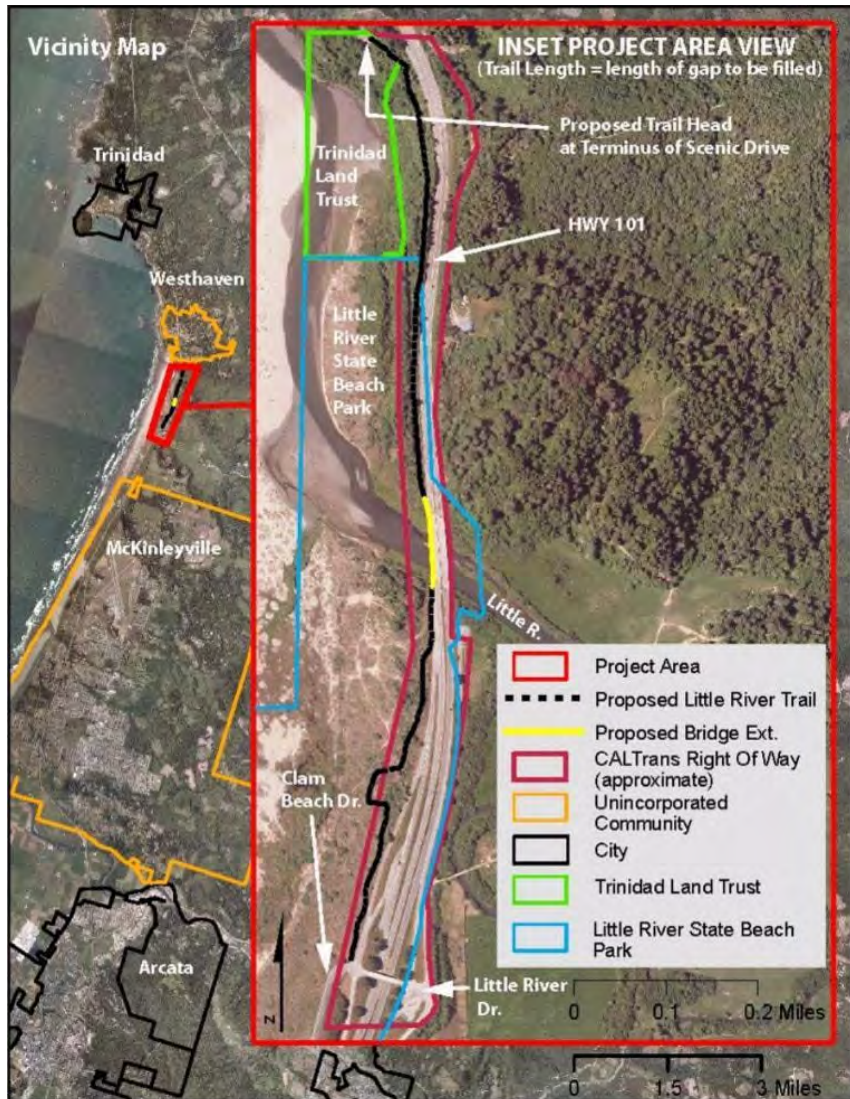 Vicinity Map
INSET PROJECT AREA VIEW
(Trail Length = length of gap to be filled)
Proposed Trail Head
at Terminus of Scenic Drive
Trinidad
Trinidad
Land
Trust
HWY 101
Westhaven
Little
River
State
Beach
Park
McKinleyville
Little R.
Clam
Beach Dr.
Arcata
Little River
Dr.
N
Project Area
Proposed Little River Trail
Proposed Bridge Ext.
CALTrans Right Of Way
(approximate)
Unincorporated
Community
City
Trinidad Land Trust
Little River State Beach
Park
0 0.1 0.2 Miles
0 1.5 3 Miles